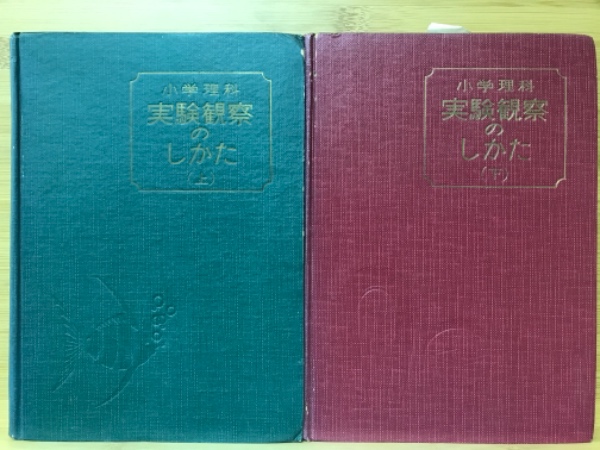 小学理科
実験観察
の
しかた
(上)
小学理科
実験観察
の
しかた
(下)